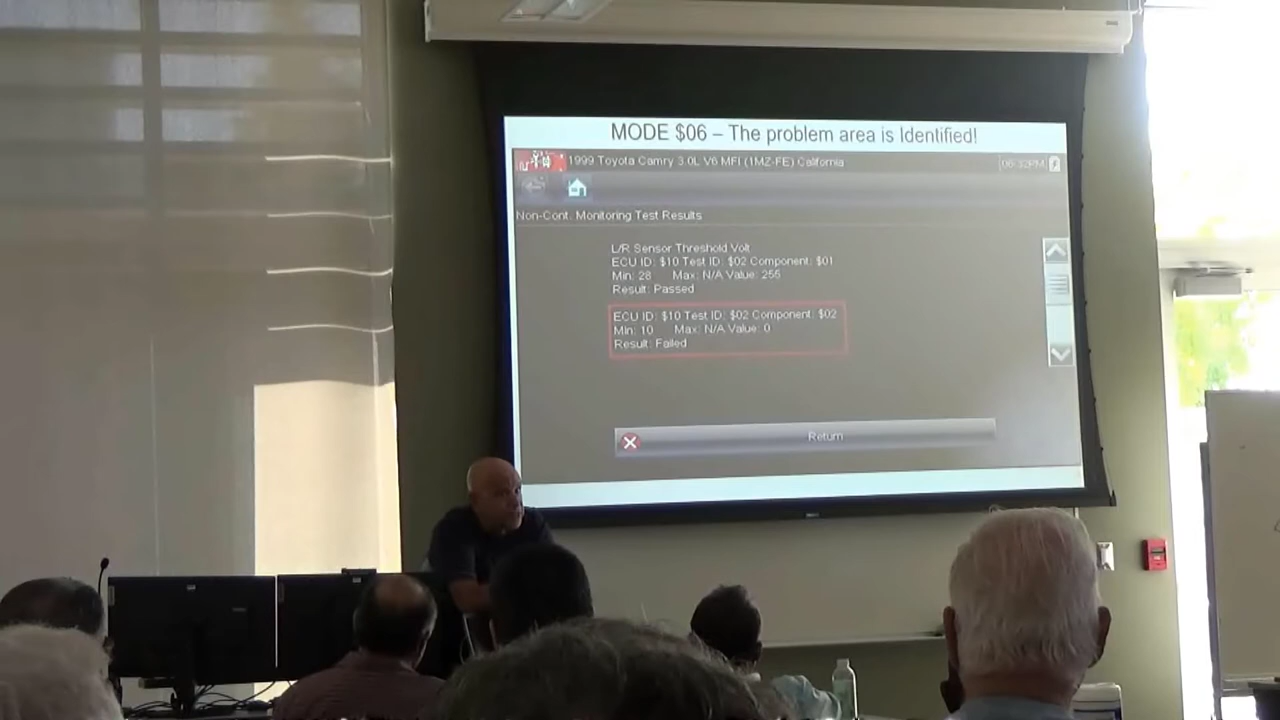 MODE $06 – The problem area is Identified!
1999 Toyota Camry 3.0L V6 MFI (1MZ-FE) California
06:32PM
Non-Cont. Monitoring Test Results
L/R Sensor Threshold Volt
ECU ID: $10 Test ID: $02 Component: $01
Min: 28 Max: N/A Value: 255
Result: Passed
ECU ID: $10 Test ID: $02 Component: $02
Min: 10 Max: N/A Value: 0
Result: Failed
Return